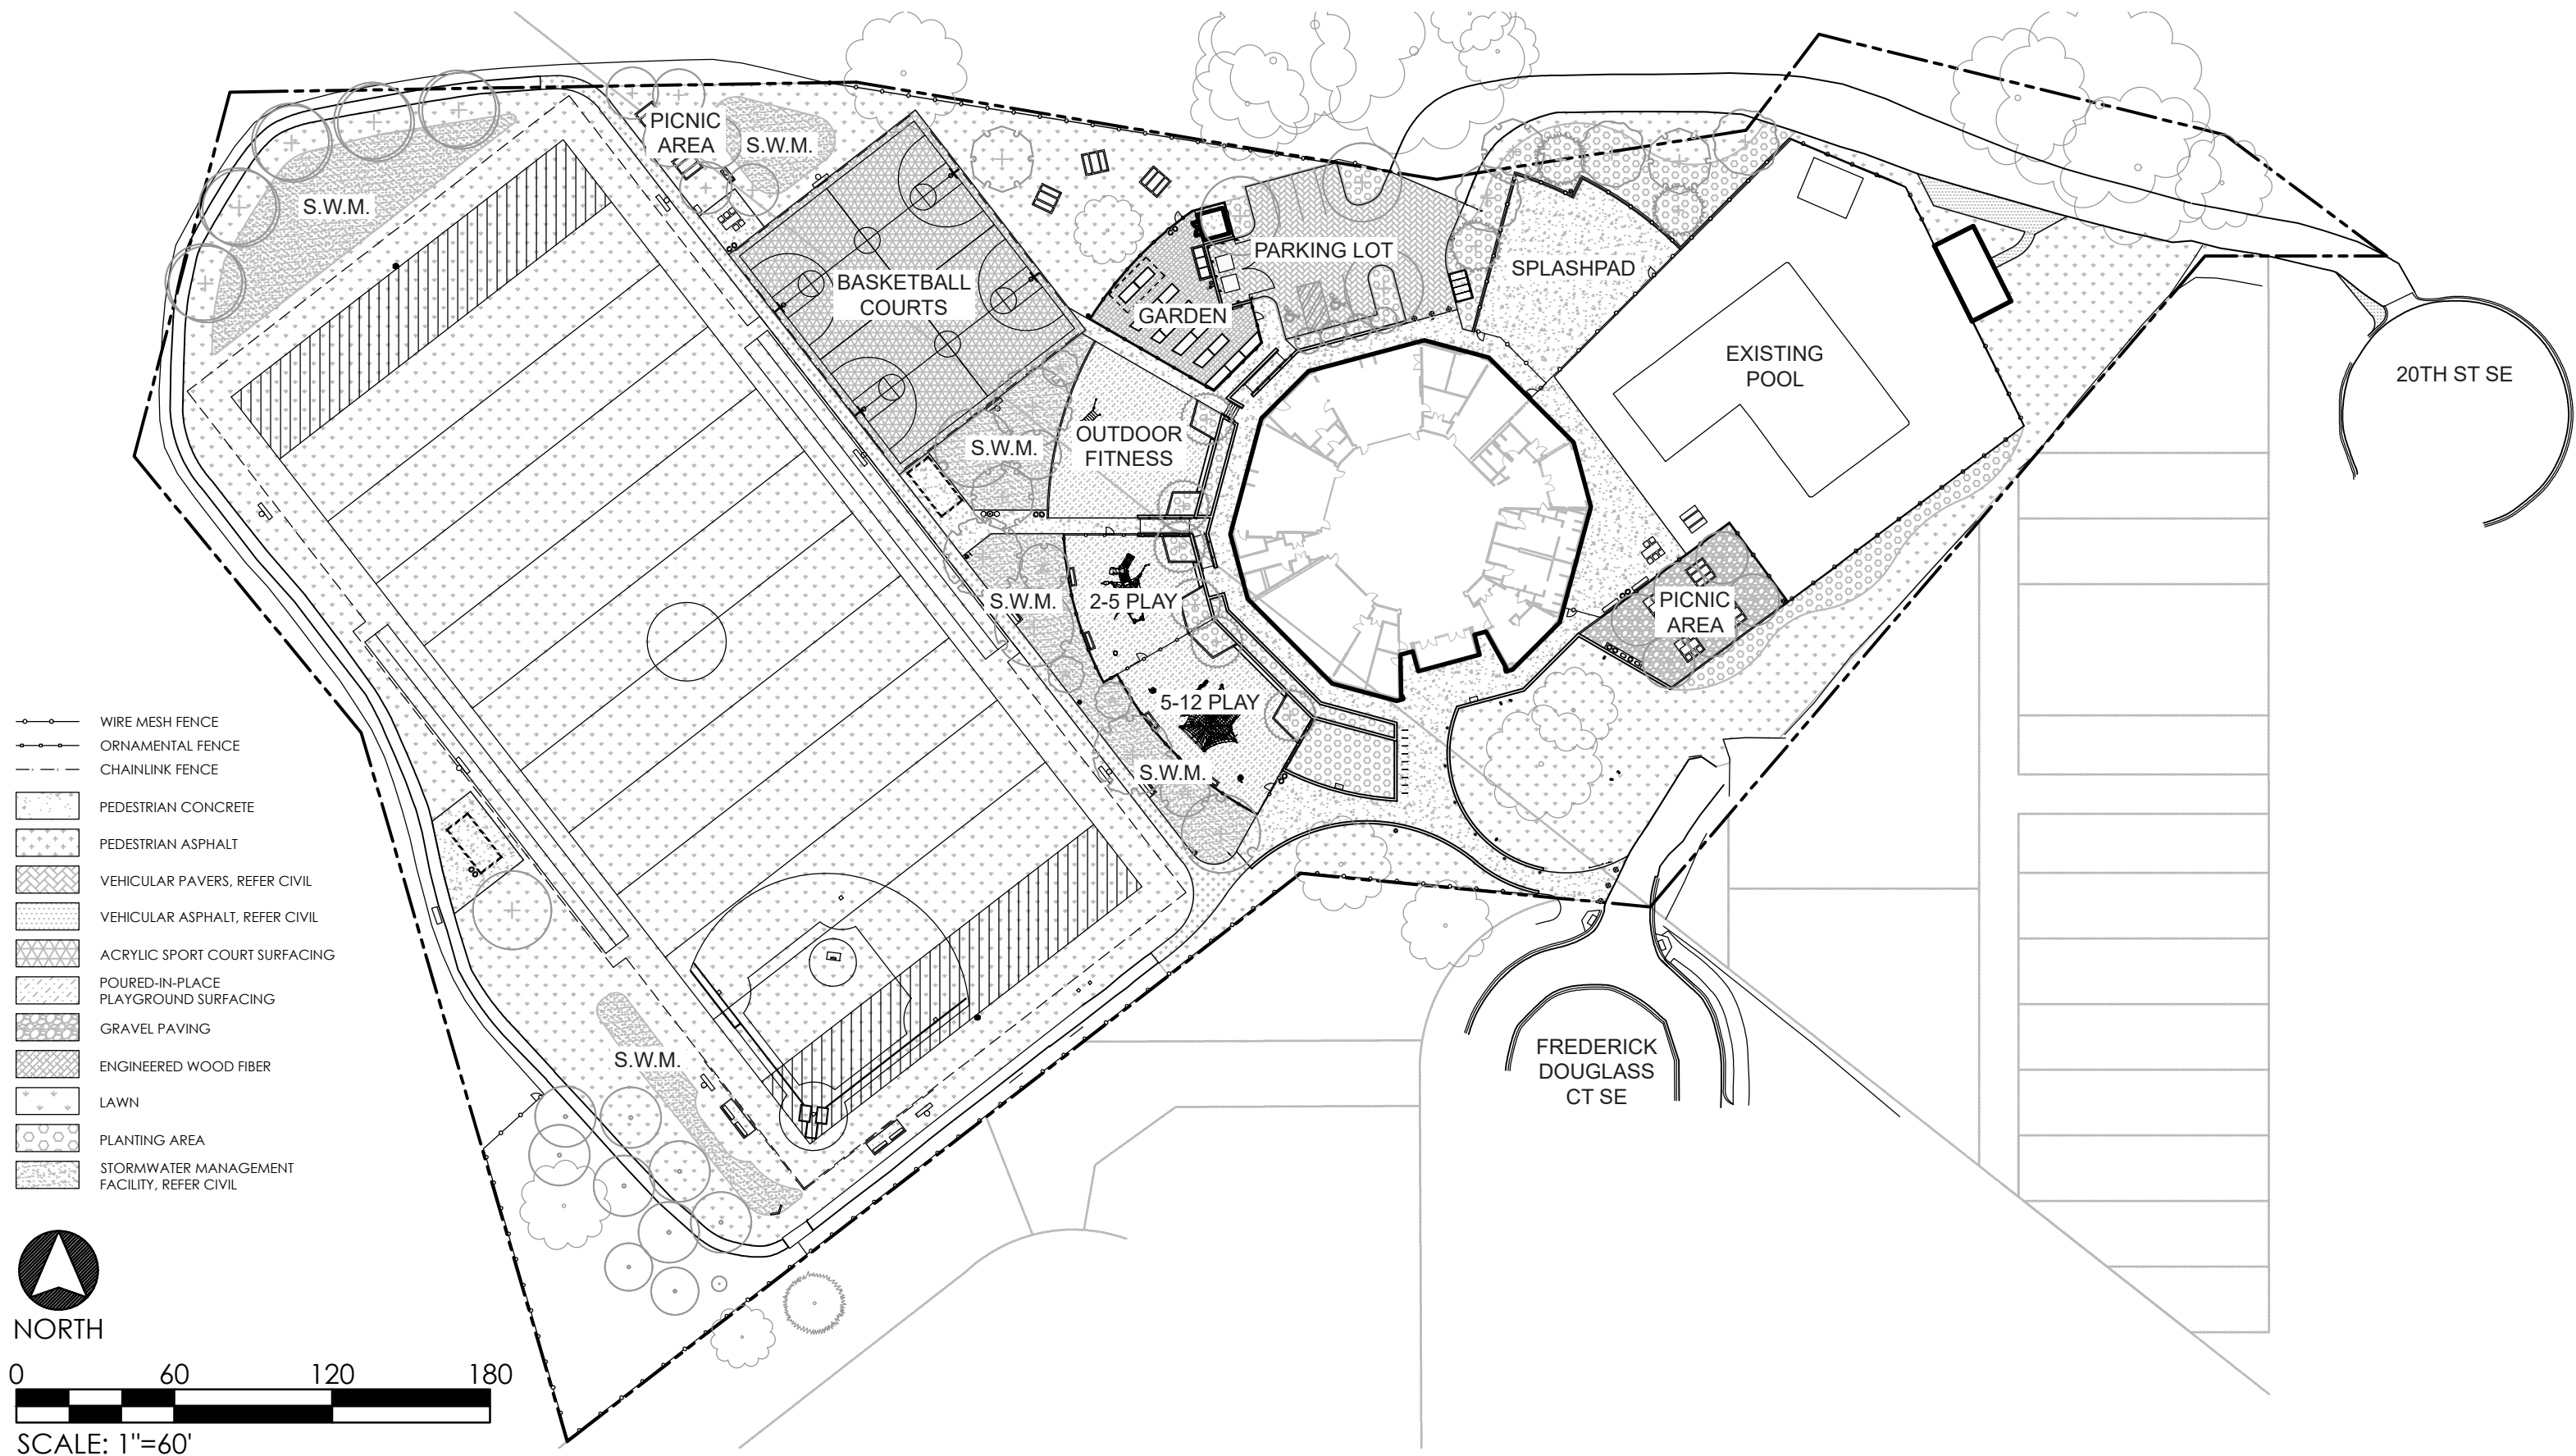 PICNIC
AREA
S.W.M.
S.W.M.
BASKETBALL
COURTS
GARDEN
PARKING LOT
SPLASHPAD
EXISTING
POOL
20TH ST SE
S.W.M.
OUTDOOR
FITNESS
S.W.M.
2-5 PLAY
PICNIC
AREA
5-12 PLAY
S.W.M.
S.W.M.
FREDERICK
DOUGLASS
CT SE
WIRE MESH FENCE
ORNAMENTAL FENCE
CHAINLINK FENCE
PEDESTRIAN CONCRETE
PEDESTRIAN ASPHALT
VEHICULAR PAVERS, REFER CIVIL
VEHICULAR ASPHALT, REFER CIVIL
ACRYLIC SPORT COURT SURFACING
POURED-IN-PLACE
PLAYGROUND SURFACING
GRAVEL PAVING
ENGINEERED WOOD FIBER
LAWN
PLANTING AREA
STORMWATER MANAGEMENT
FACILITY, REFER CIVIL
NORTH
0 60 120 180
SCALE: 1"=60'